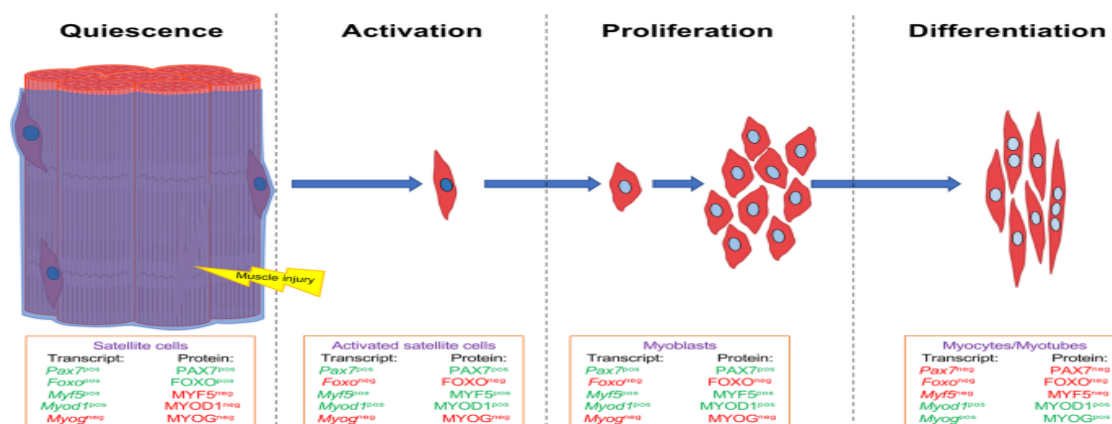 Quiescence
Activation
Proliferation
Differentiation
Muscle injury
Satellite cells
Transcript: Protein:
Pax7pos PAX7pos
Foxopos FOXOpos
Myf5pos MYF5neg
Myod1pos MYOD1neg
Myogneg MYOGneg
Activated satellite cells
Transcript: Protein:
Pax7pos PAX7pos
Foxoneg FOXOneg
Myf5pos MYF5pos
Myod1pos MYOD1pos
Myogneg MYOGneg
Myoblasts
Transcript: Protein:
Pax7pos PAX7pos
Foxoneg FOXOneg
Myf5pos MYF5pos
Myod1pos MYOD1pos
Myogneg MYOGneg
Myocytes/Myotubes
Transcript: Protein:
Pax7neg PAX7neg
Foxoneg FOXOneg
Myf5neg MYF5neg
Myod1pos MYOD1pos
Myogpos MYOGpos